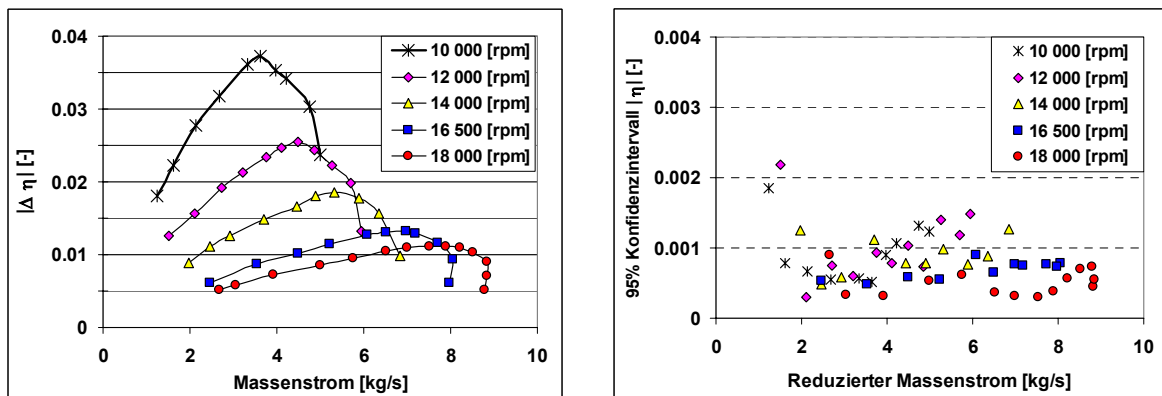 0.04
0.03
0.02
0.01
0
0 2 4 6 8 10
|Δ η| [-]
Massenstrom [kg/s]
10 000 [rpm]
12 000 [rpm]
14 000 [rpm]
16 500 [rpm]
18 000 [rpm]
0.004
0.003
0.002
0.001
0.000
0 2 4 6 8 10
95% Konfidenzintervall |η| [-]
Reduzierter Massenstrom [kg/s]
10 000 [rpm]
12 000 [rpm]
14 000 [rpm]
16 500 [rpm]
18 000 [rpm]